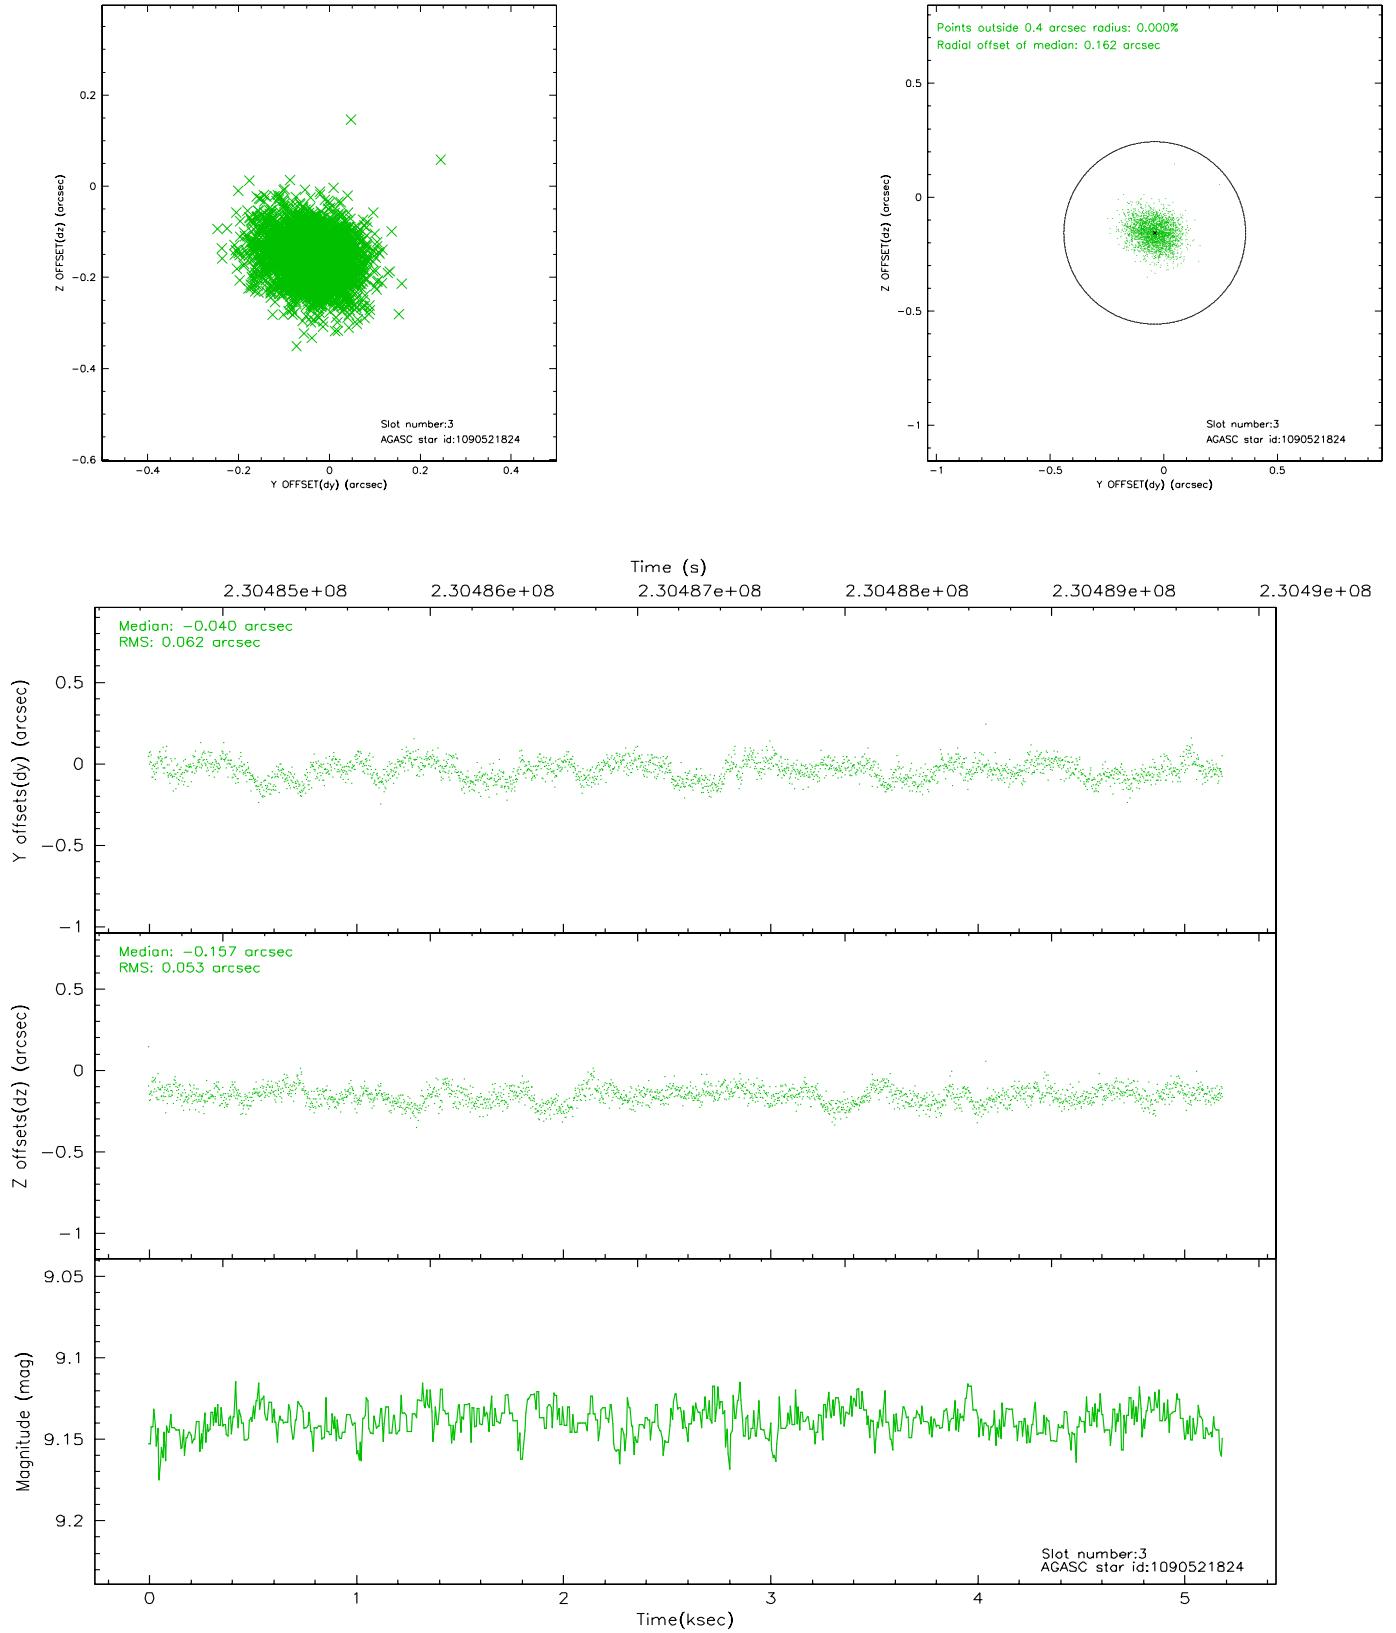 0.2
0
-0.2
-0.4
-0.6
-0.4
-0.2
0
0.2
0.4
Z OFFSET(dz) (arcsec)
Y OFFSET(dy) (arcsec)
Slot number:3
AGASC star id:1090521824
Points outside 0.4 arcsec radius: 0.000%
Radial offset of median: 0.162 arcsec
0.5
0
-0.5
-1
-1
-0.5
0
0.5
Z OFFSET(dz) (arcsec)
Y OFFSET(dy) (arcsec)
Slot number:3
AGASC star id:1090521824
Time (s)
2.30485e+08
2.30486e+08
2.30487e+08
2.30488e+08
2.30489e+08
2.3049e+08
Median: -0.040 arcsec
RMS: 0.062 arcsec
0.5
0
-0.5
-1
Y offsets(dy) (arcsec)
Median: -0.157 arcsec
RMS: 0.053 arcsec
0.5
0
-0.5
-1
Z offsets(dz) (arcsec)
9.05
9.1
9.15
9.2
Magnitude (mag)
Slot number:3
AGASC star id:1090521824
0
1
2
3
4
5
Time(ksec)